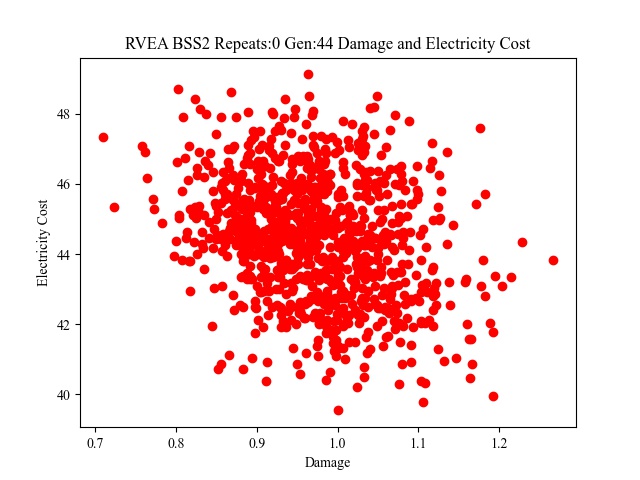 RVEA BSS2 Repeats:0 Gen:44 Damage and Electricity Cost
Electricity Cost
48
46
44
42
40
0.7 0.8 0.9 1.0 1.1 1.2
Damage